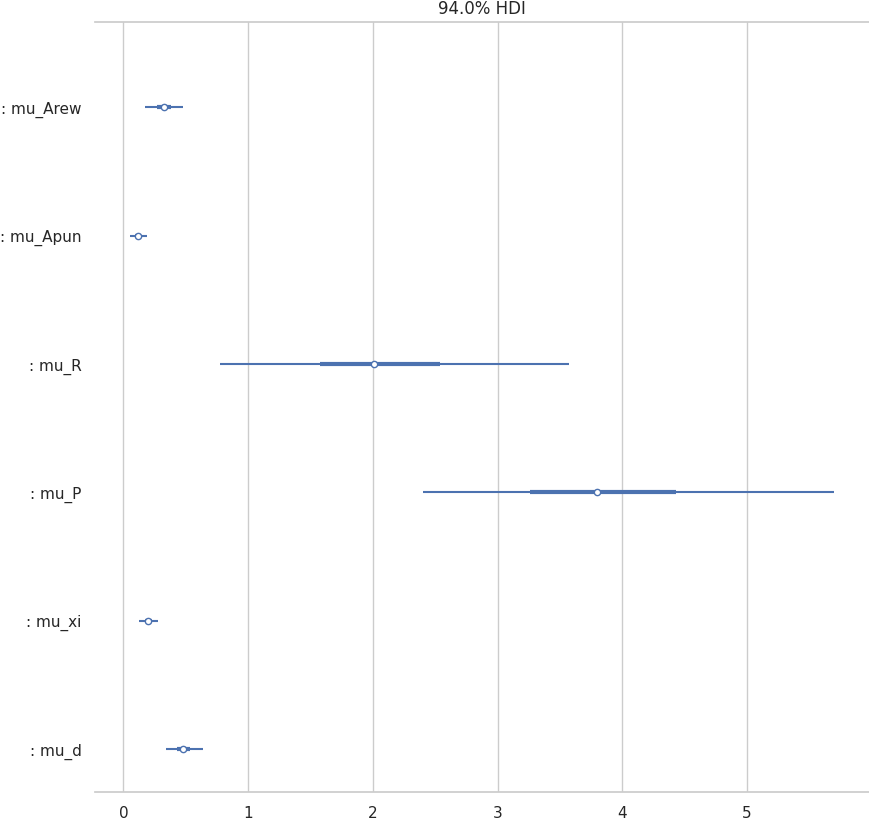 94.0% HDI
: mu_Arew
: mu_Apun
: mu_R
: mu_P
: mu_xi
: mu_d
0 1 2 3 4 5